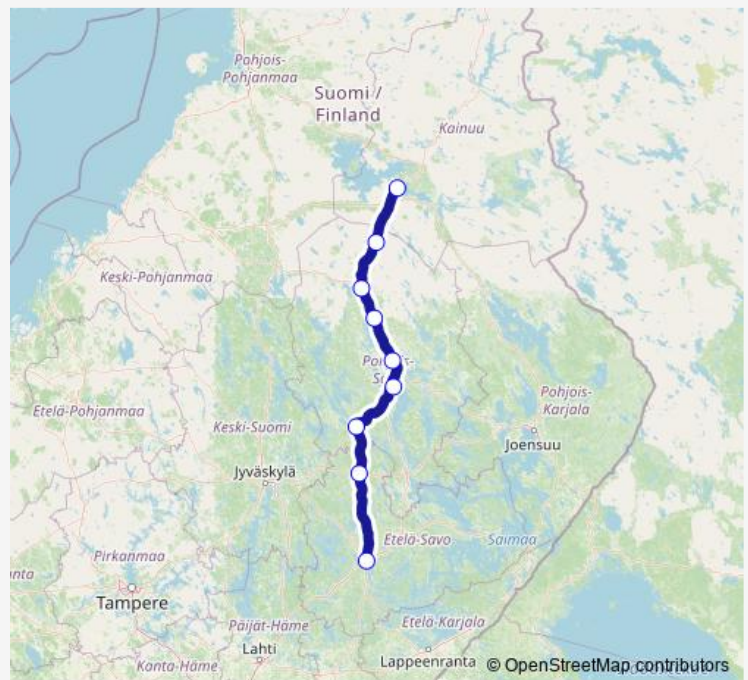 Pohjois-
Pohjanmaa
Suomi /
Finland
Kainuu
Keski-Pohjanmaa
Etelä-Pohjanmaa
Keski-Suomi
Pohjois-
Karjala
Joensuu
Jyväskylä
Etelä-Savo
Saimaa
Pirkanmaa
Tampere
Päijät-Häme
Etelä-Karjala
Lahti
Kanta-Häme
Lappeenranta
© OpenStreetMap contributors